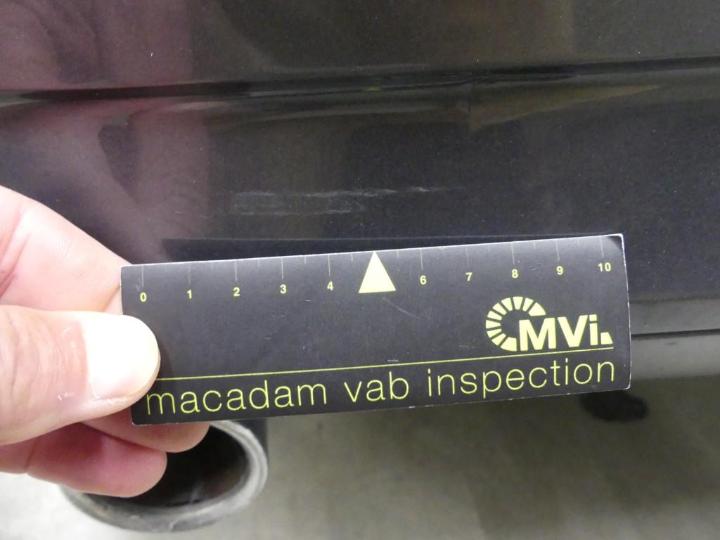 0 1 2 3 4 6 7 8 9 10
MVi.
macadam vab inspection